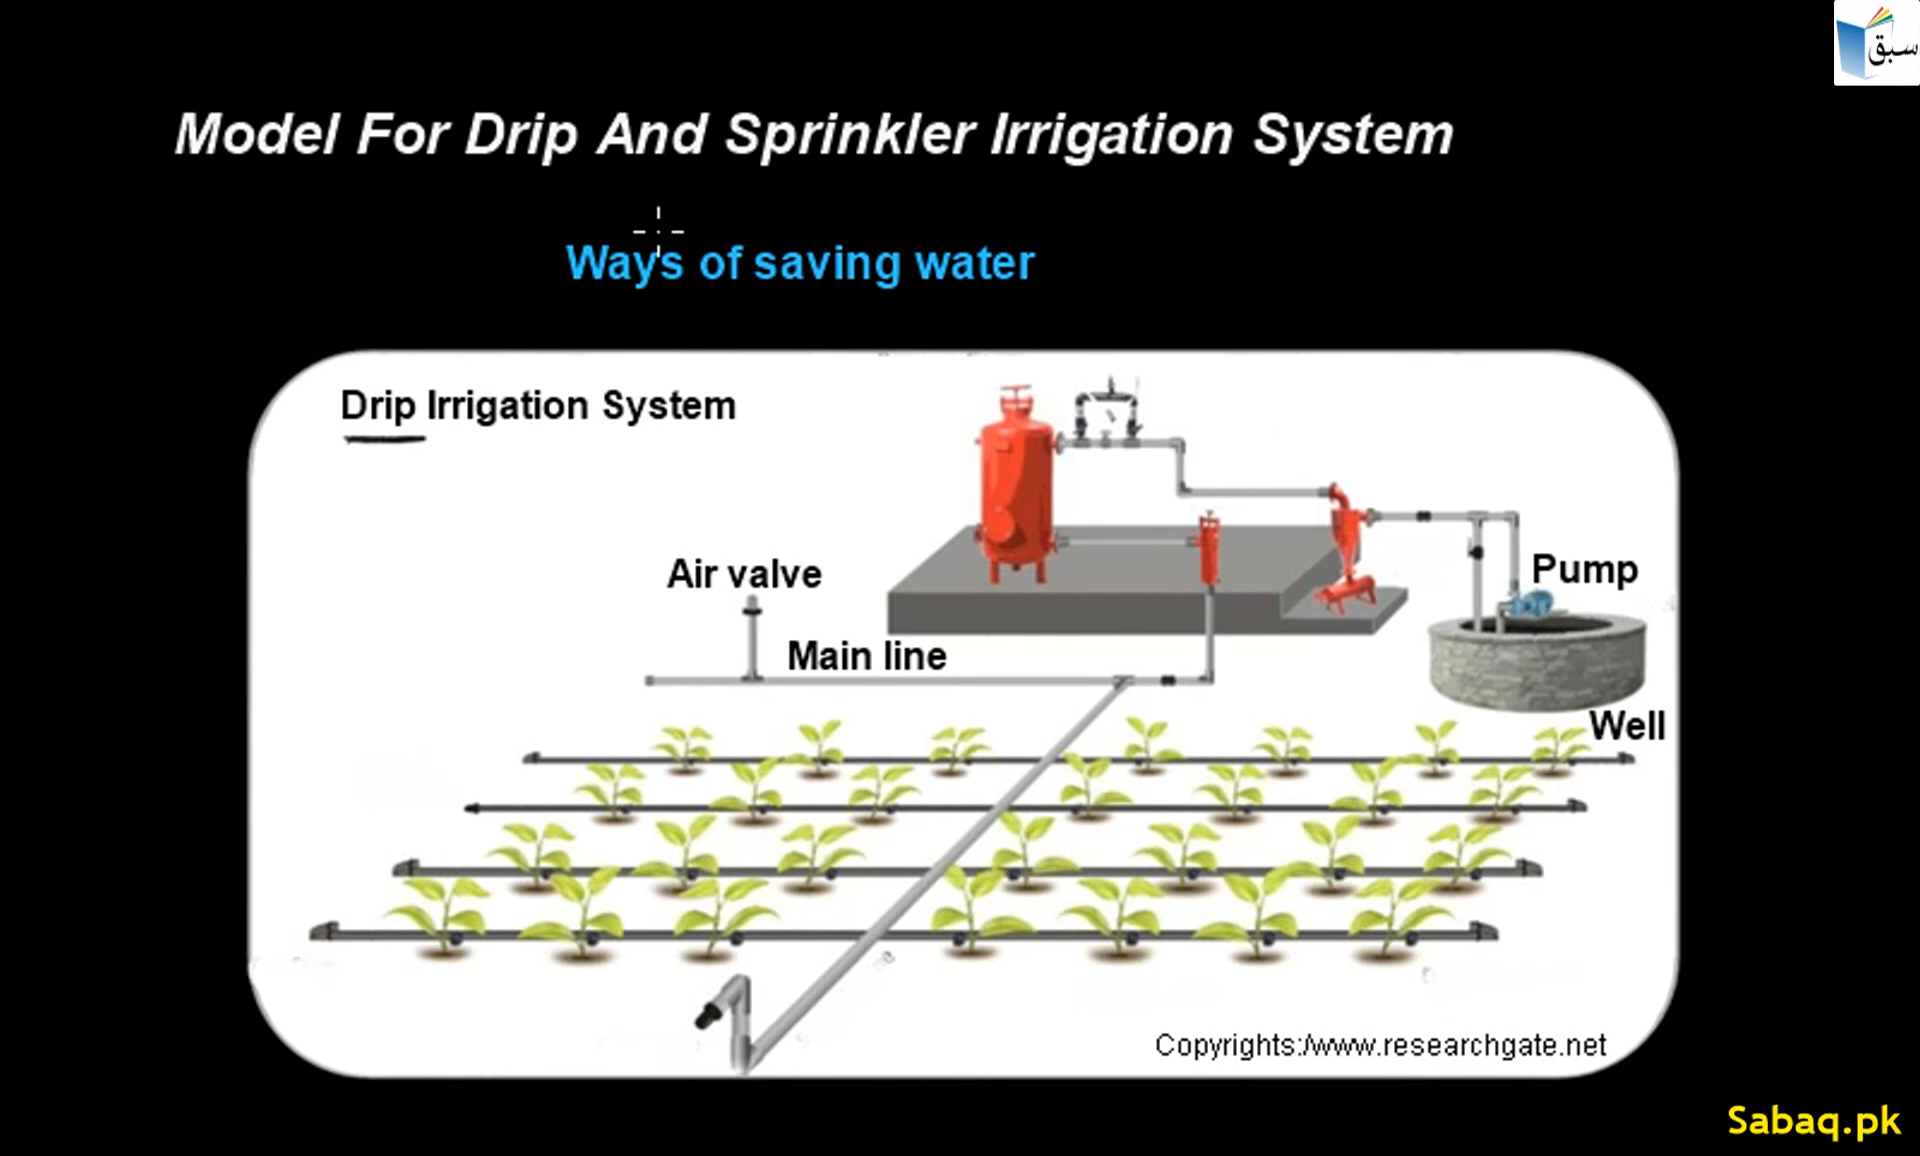 سبق
Model For Drip And Sprinkler Irrigation System
Ways of saving water
Drip Irrigation System
Air valve
Pump
Main line
Well
Copyrights:/www.researchgate.net
Sabaq.pk